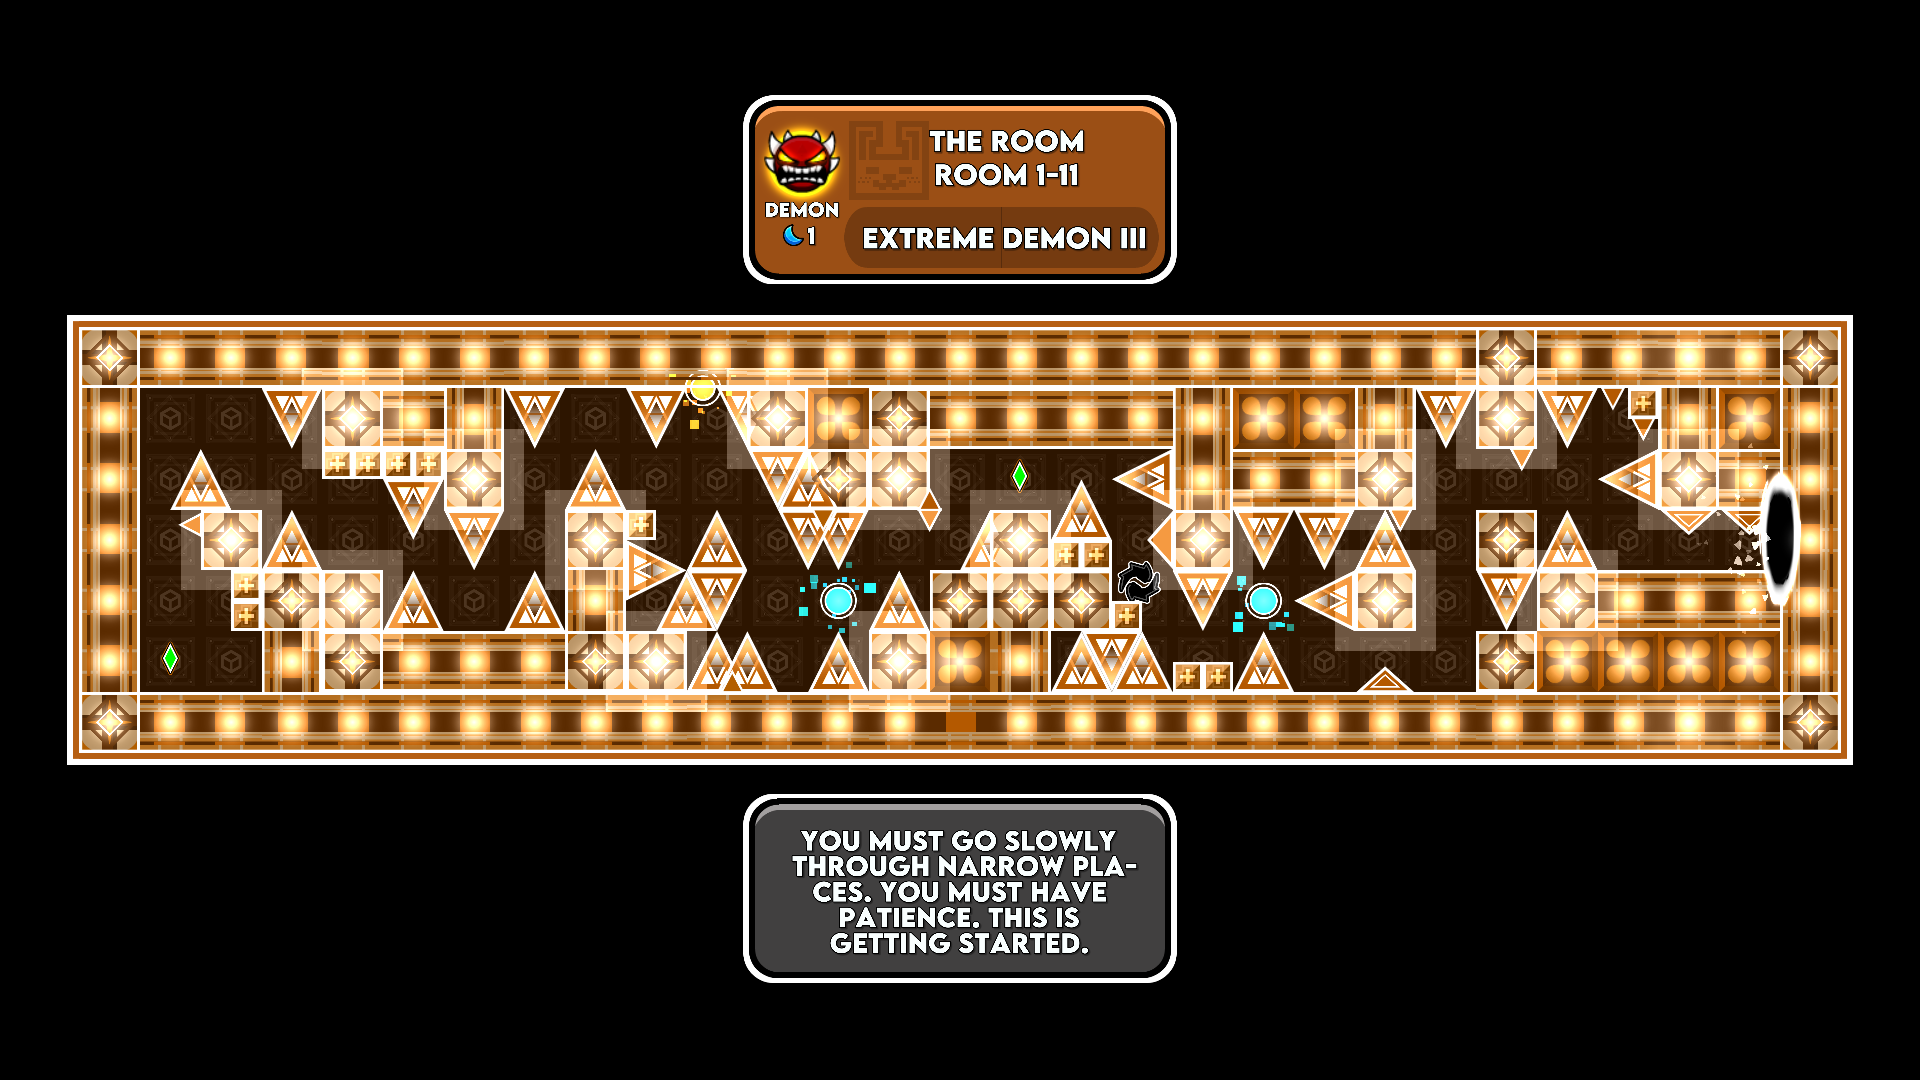 THE ROOM
ROOM 1-11
DEMON
1
EXTREME DEMON III
YOU MUST GO SLOWLY
THROUGH NARROW PLA-
CES. YOU MUST HAVE
PATIENCE. THIS IS
GETTING STARTED.